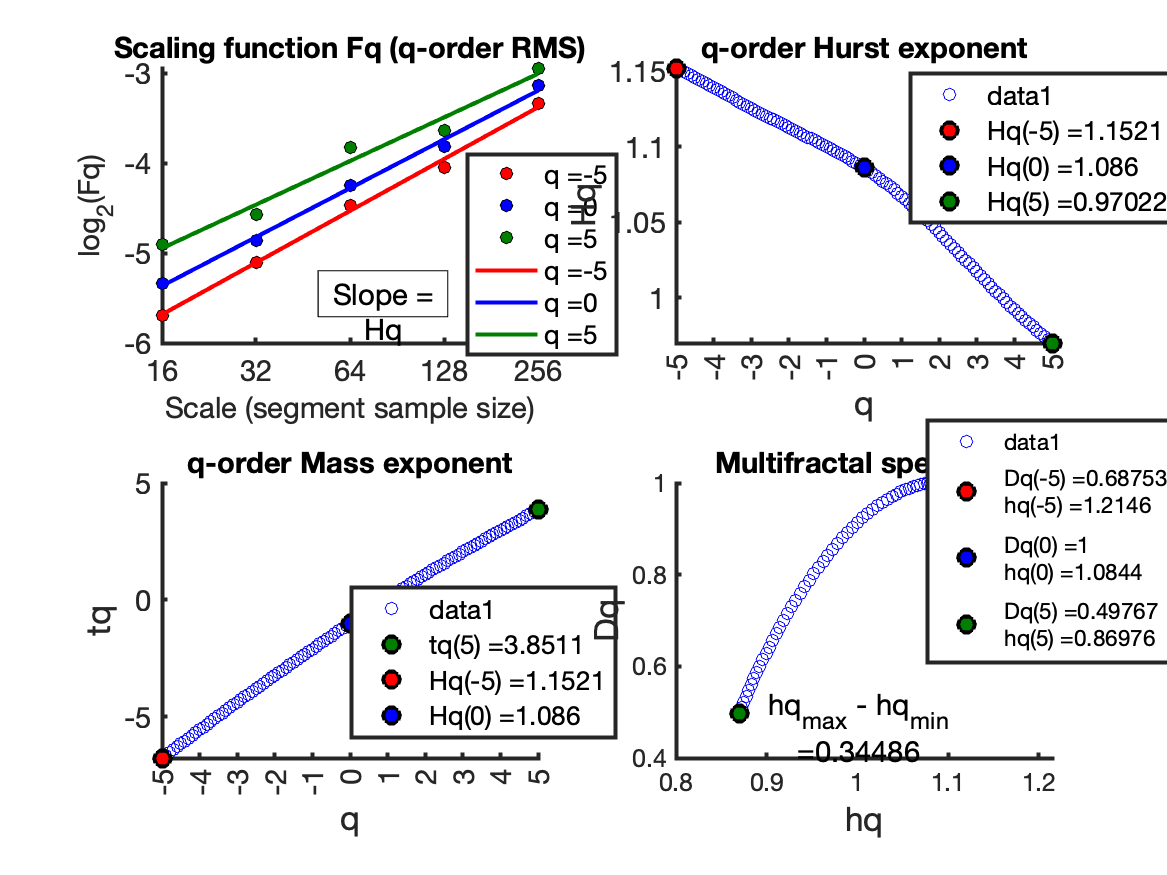 Scaling function Fq (q-order RMS)
-3
-4
-5
-6
log2(Fq)
16 32 64 128 256
Scale (segment sample size)
Slope =
Hq
q =-5
q =0
q =5
q =-5
q =0
q =5
q-order Hurst exponent
1.15
1.1
1.05
1
Hq
-5 -4 -3 -2 -1 0 1 2 3 4 5
q
data1
Hq(-5) =1.1521
Hq(0) =1.086
Hq(5) =0.97022
q-order Mass exponent
5
0
-5
tq
-5 -4 -3 -2 -1 0 1 2 3 4 5
q
data1
tq(5) =3.8511
Hq(-5) =1.1521
Hq(0) =1.086
Multifractal spe
1
0.8
0.6
0.4
Dq
0.8 0.9 1 1.1 1.2
hq
hqmax - hqmin
=0.34486
data1
Dq(-5) =0.68753
hq(-5) =1.2146
Dq(0) =1
hq(0) =1.0844
Dq(5) =0.49767
hq(5) =0.86976